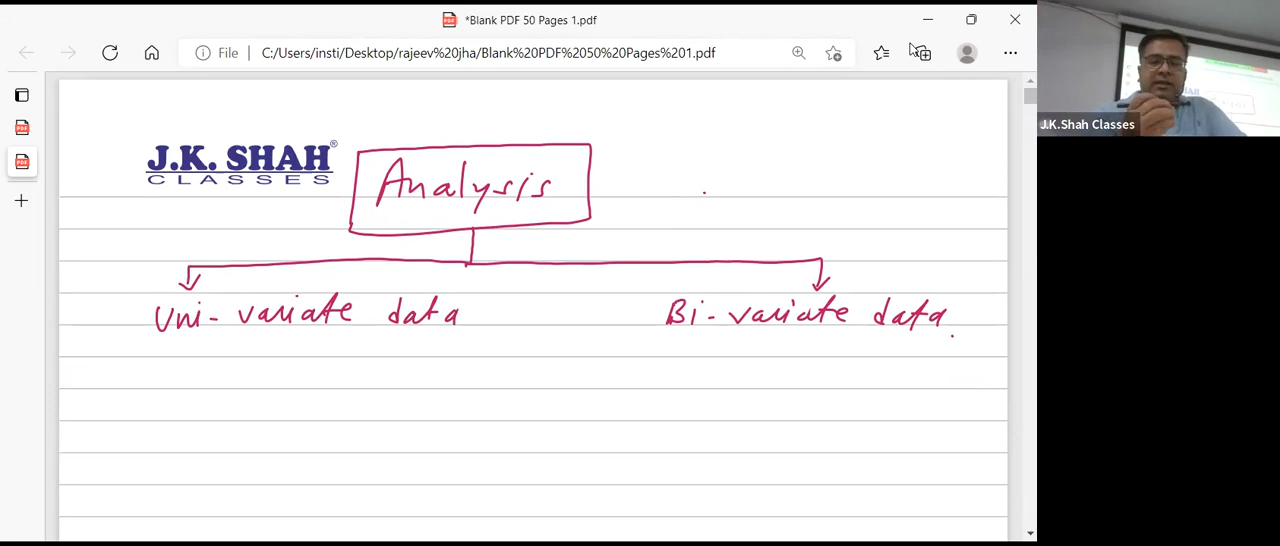 *Blank PDF 50 Pages 1.pdf
File C:/Users/insti/Desktop/rajeev%20jha/Blank%20PDF%2050%20Pages%201.pdf
J.K.Shah Classes
J.K. SHAH®
CLASSES
Analysis
Uni-variate data
Bi-variate data.